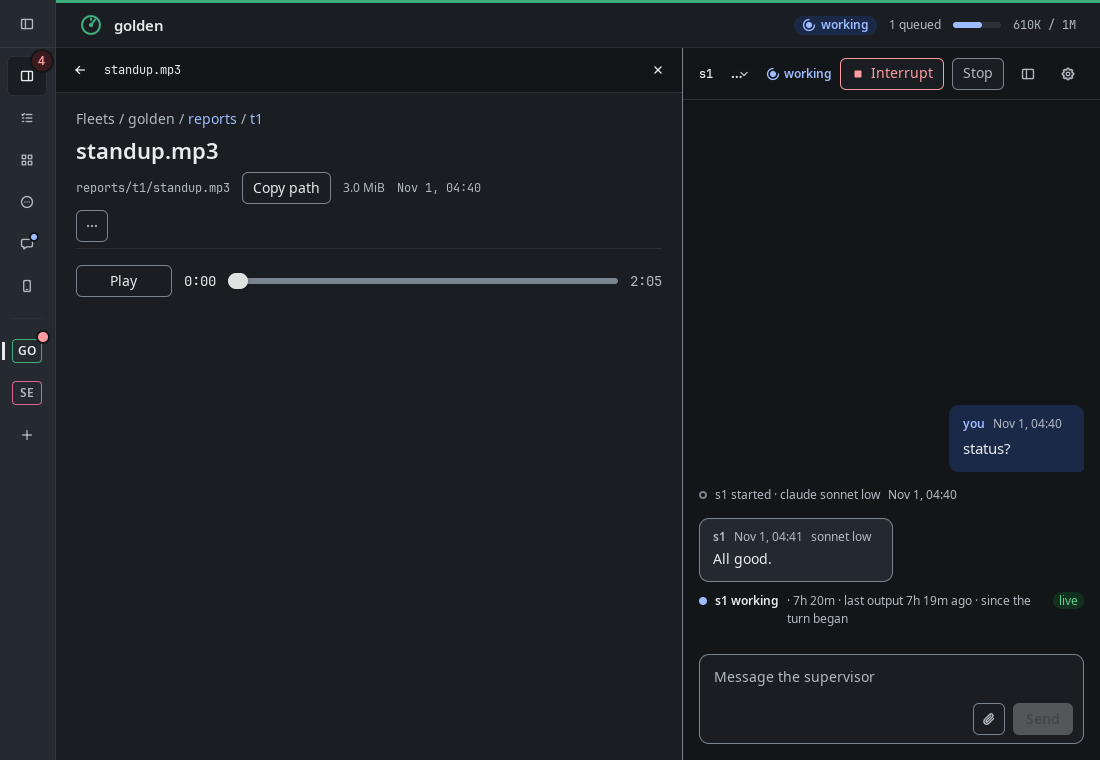 golden
working
1 queued
610K / 1M
4
standup.mp3
s1
...
working
Interrupt
Stop
Fleets / golden / reports / t1
standup.mp3
reports/t1/standup.mp3
Copy path
3.0 MiB
Nov 1, 04:40
...
Play
0:00
2:05
GO
SE
you Nov 1, 04:40
status?
s1 started · claude sonnet low Nov 1, 04:40
s1 Nov 1, 04:41 sonnet low
All good.
s1 working · 7h 20m · last output 7h 19m ago · since the
turn began
live
Message the supervisor
Send